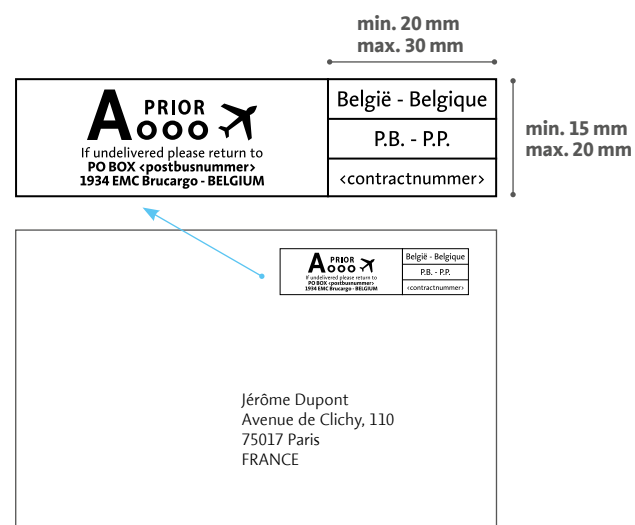 min. 20 mm
max. 30 mm
A PRIOR
oooo
If undelivered please return to
PO BOX <postbusnummer>
1934 EMC Brucargo - BELGIUM
België - Belgique
P.B. - P.P.
<contractnummer>
min. 15 mm
max. 20 mm
A PRIOR
oooo
If undelivered please return to
PO BOX <postbusnummer>
1934 EMC Brucargo - BELGIUM
België - Belgique
P.B. - P.P.
<contractnummer>
Jérôme Dupont
Avenue de Clichy, 110
75017 Paris
FRANCE